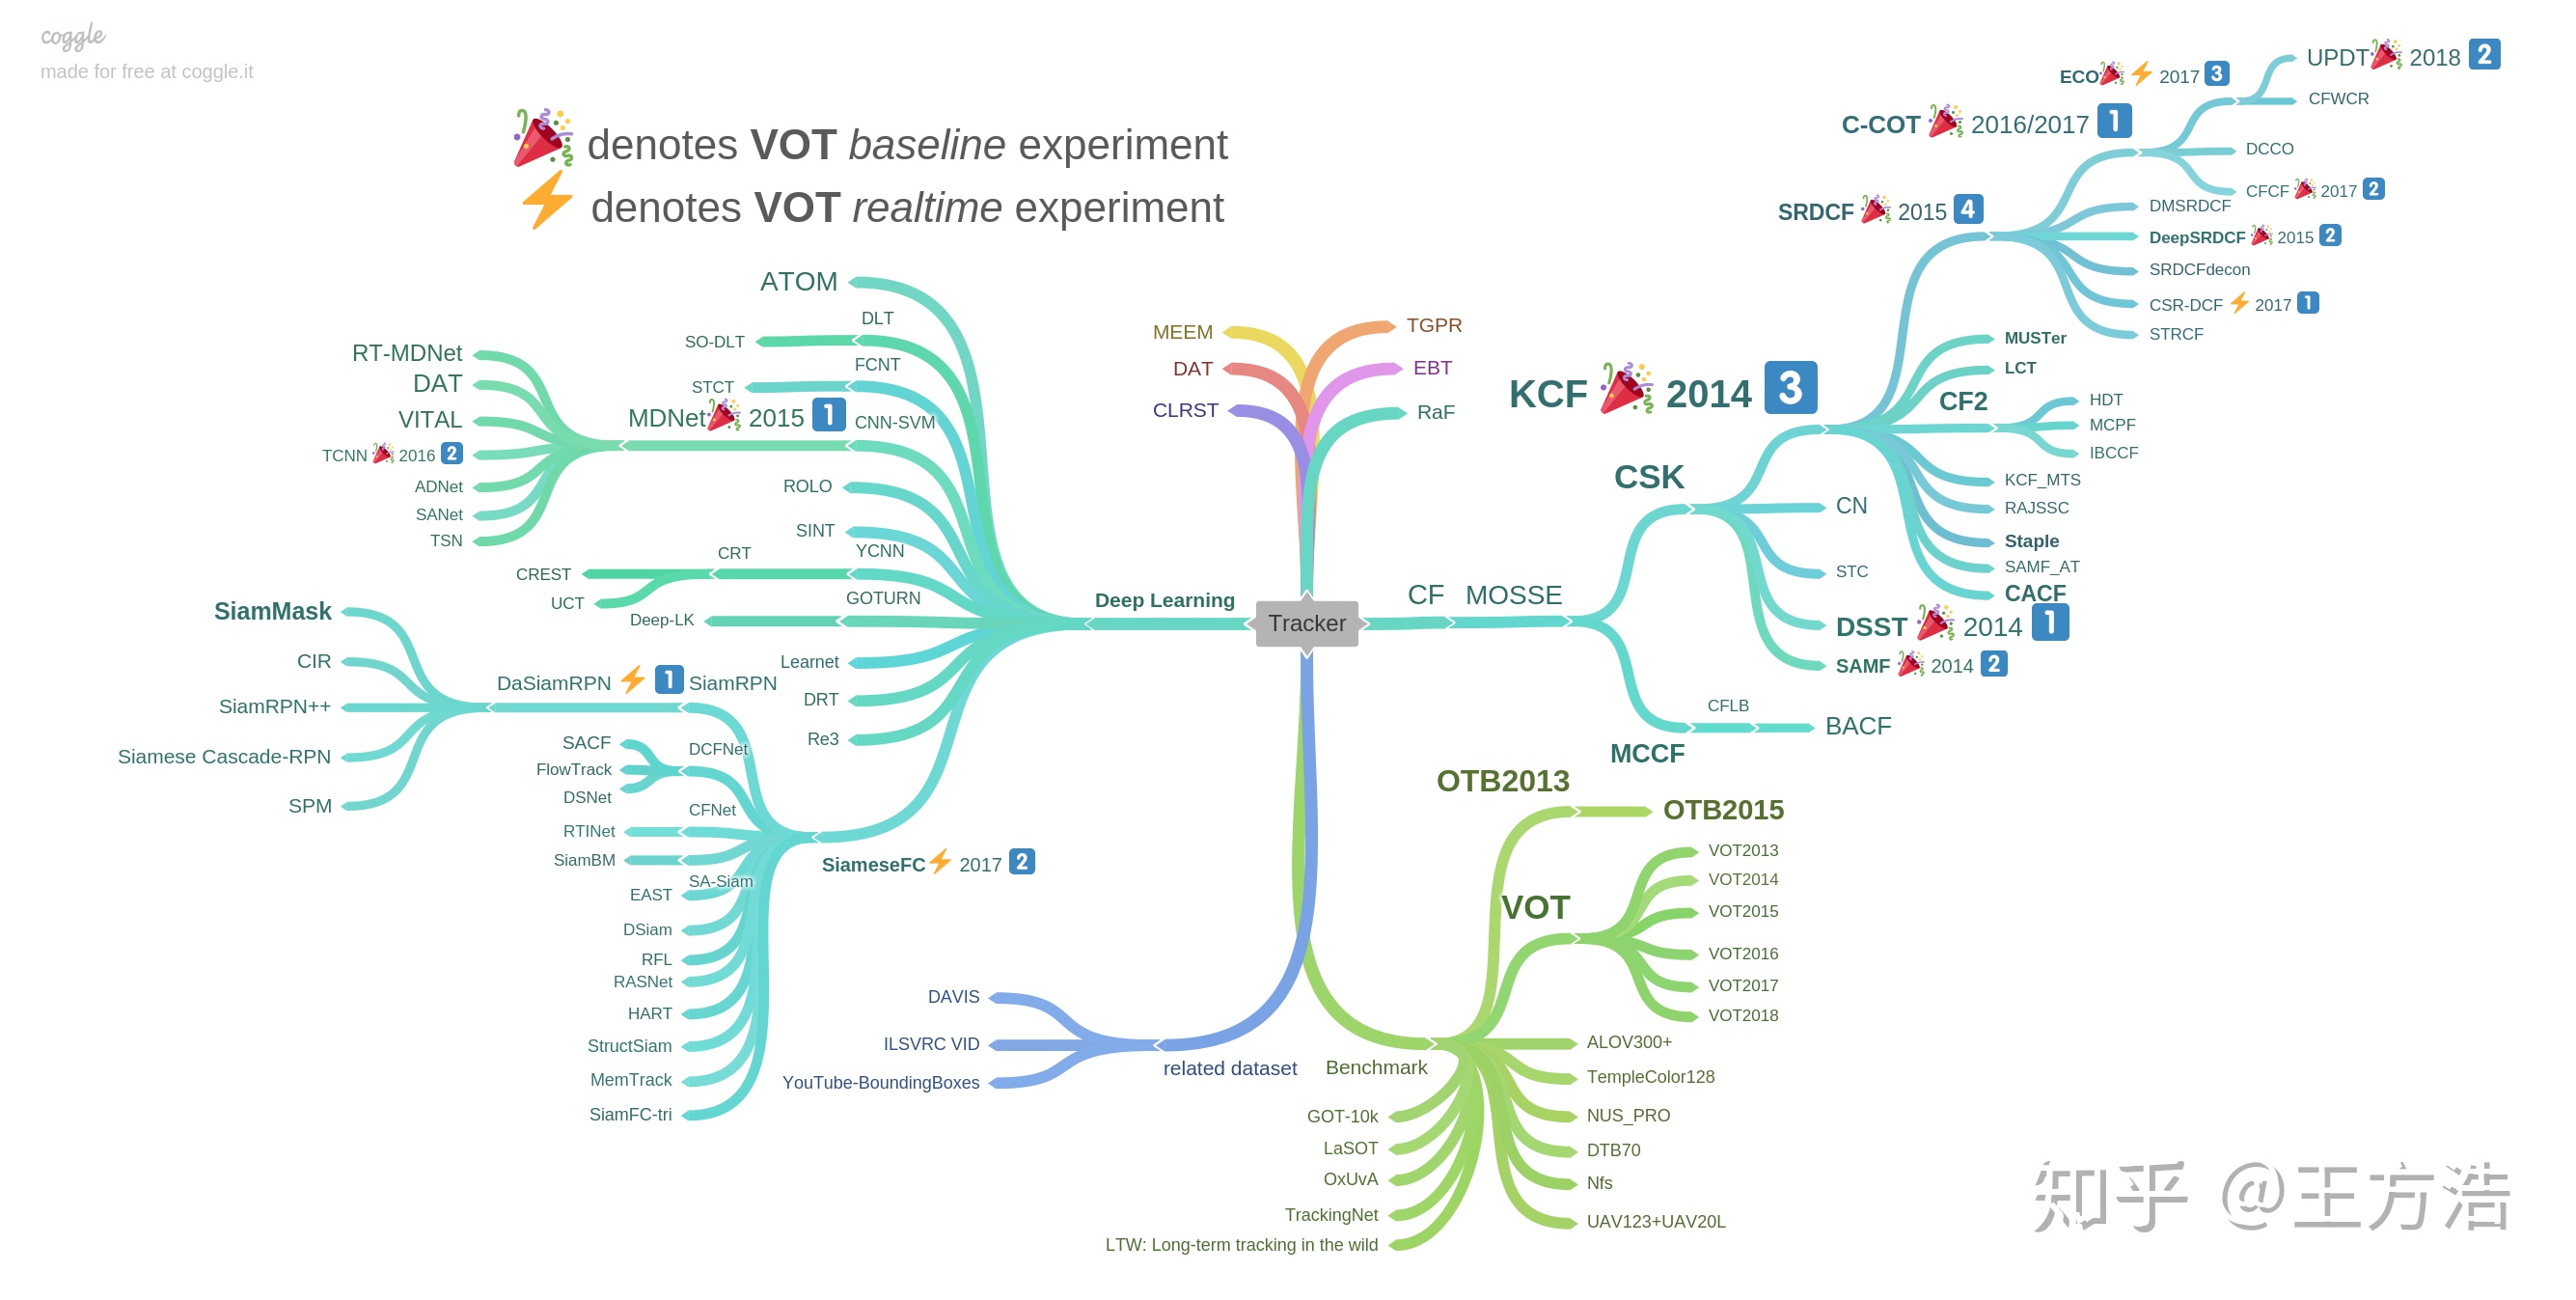 coggle
made for free at coggle.it
🎉 denotes VOT baseline experiment
⚡ denotes VOT realtime experiment
Tracker
Deep Learning
ATOM
DLT
SO-DLT
FCNT
STCT
CNN-SVM
MDNet🎉 2015 1
RT-MDNet
DAT
VITAL
TCNN 🎉 2016 2
ADNet
SANet
TSN
ROLO
SINT
YCNN
CRT
CREST
UCT
GOTURN
Deep-LK
Learnet
DRT
Re3
SiameseFC⚡ 2017 2
SiamRPN
DaSiamRPN ⚡ 1
SiamMask
CIR
SiamRPN++
Siamese Cascade-RPN
SPM
DCFNet
SACF
FlowTrack
DSNet
CFNet
RTINet
SA-Siam
SiamBM
EAST
DSiam
RFL
RASNet
HART
StructSiam
MemTrack
SiamFC-tri
MEEM
DAT
CLRST
TGPR
EBT
RaF
CF
MOSSE
CSK
KCF 🎉 2014 3
SRDCF 🎉 2015 4
C-COT 🎉 2016/2017 1
ECO🎉 ⚡ 2017 3
UPDT🎉 2018 2
CFWCR
DCCO
CFCF 🎉 2017 2
DMSRDCF
DeepSRDCF 🎉 2015 2
SRDCFdecon
CSR-DCF ⚡ 2017 1
STRCF
MUSTer
LCT
CF2
HDT
MCPF
IBCCF
KCF_MTS
RAJSSC
Staple
SAMF_AT
CACF
CN
STC
DSST 🎉 2014 1
SAMF 🎉 2014 2
MCCF
CFLB
BACF
related dataset
DAVIS
ILSVRC VID
YouTube-BoundingBoxes
Benchmark
OTB2013
OTB2015
VOT
VOT2013
VOT2014
VOT2015
VOT2016
VOT2017
VOT2018
ALOV300+
TempleColor128
NUS_PRO
DTB70
Nfs
UAV123+UAV20L
GOT-10k
LaSOT
OxUvA
TrackingNet
LTW: Long-term tracking in the wild
知乎 @王方浩